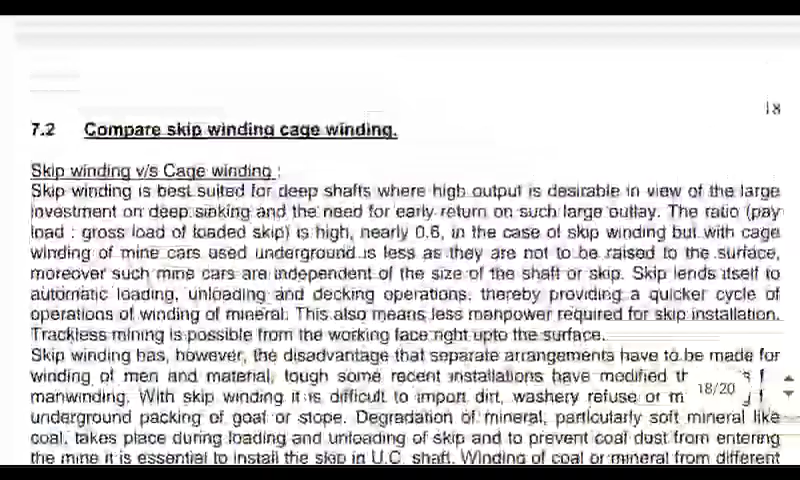 18
7.2 Compare skip winding cage winding.
Skip winding v/s Cage winding :
Skip winding is best suited for deep shafts where high output is desirable in view of the large
investment on deep sinking and the need for early return on such large outlay. The ratio (pay
load : gross load of loaded skip) is high, nearly 0.6, in the case of skip winding but with cage
winding of mine cars used underground is less as they are not to be raised to the surface,
moreover such mine cars are independent of the size of the shaft or skip. Skip lends itself to
automatic loading, unloading and decking operations, thereby providing a quicker cycle of
operations of winding of mineral. This also means less manpower required for skip installation.
Trackless mining is possible from the working face right upto the surface.
Skip winding has, however, the disadvantage that separate arrangements have to be made for
winding of men and material, tough some recent installations have modified
manwinding. With skip winding it is difficult to import dirt, washery refuse or
18/20
underground packing of goaf or stope. Degradation of mineral, particularly soft mineral like
coal, takes place during loading and unloading of skip and to prevent coal dust from entering
the mine it is essential to install the skip in U.C. shaft. Winding of coal or mineral from different